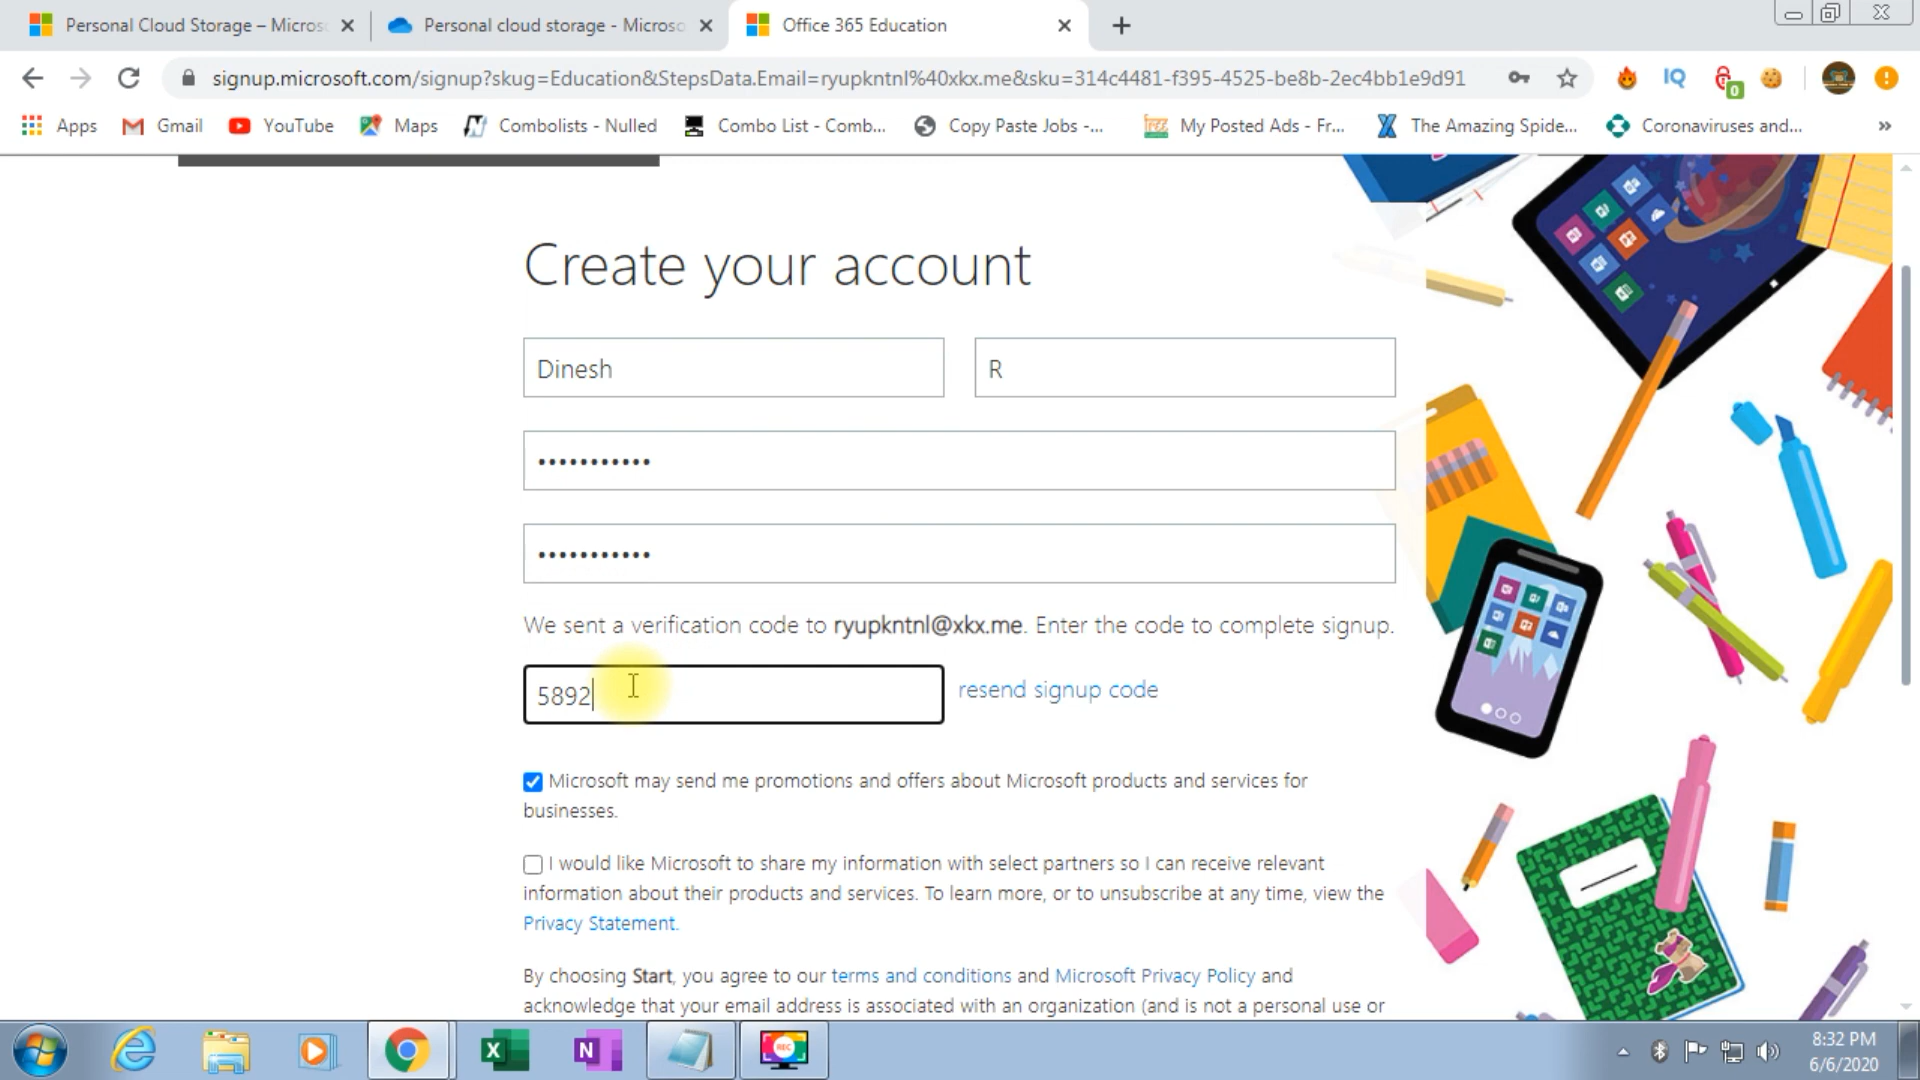 Personal Cloud Storage – Micros
Personal cloud storage - Microso
Office 365 Education
signup.microsoft.com/signup?skug=Education&StepsData.Email=ryupkntnl%40xkx.me&sku=314c4481-f395-4525-be8b-2ec4bb1e9d91
IQ
0
Apps
Gmail
YouTube
Maps
Combolists - Nulled
Combo List - Comb...
Copy Paste Jobs -...
My Posted Ads - Fr...
The Amazing Spide...
Coronaviruses and...
»
Create your account
Dinesh
R
We sent a verification code to ryupkntnl@xkx.me. Enter the code to complete signup.
5892
resend signup code
Microsoft may send me promotions and offers about Microsoft products and services for
businesses.
I would like Microsoft to share my information with select partners so I can receive relevant
information about their products and services. To learn more, or to unsubscribe at any time, view the
Privacy Statement.
By choosing Start, you agree to our terms and conditions and Microsoft Privacy Policy and
acknowledge that your email address is associated with an organization (and is not a personal use or
REC
8:32 PM
6/6/2020